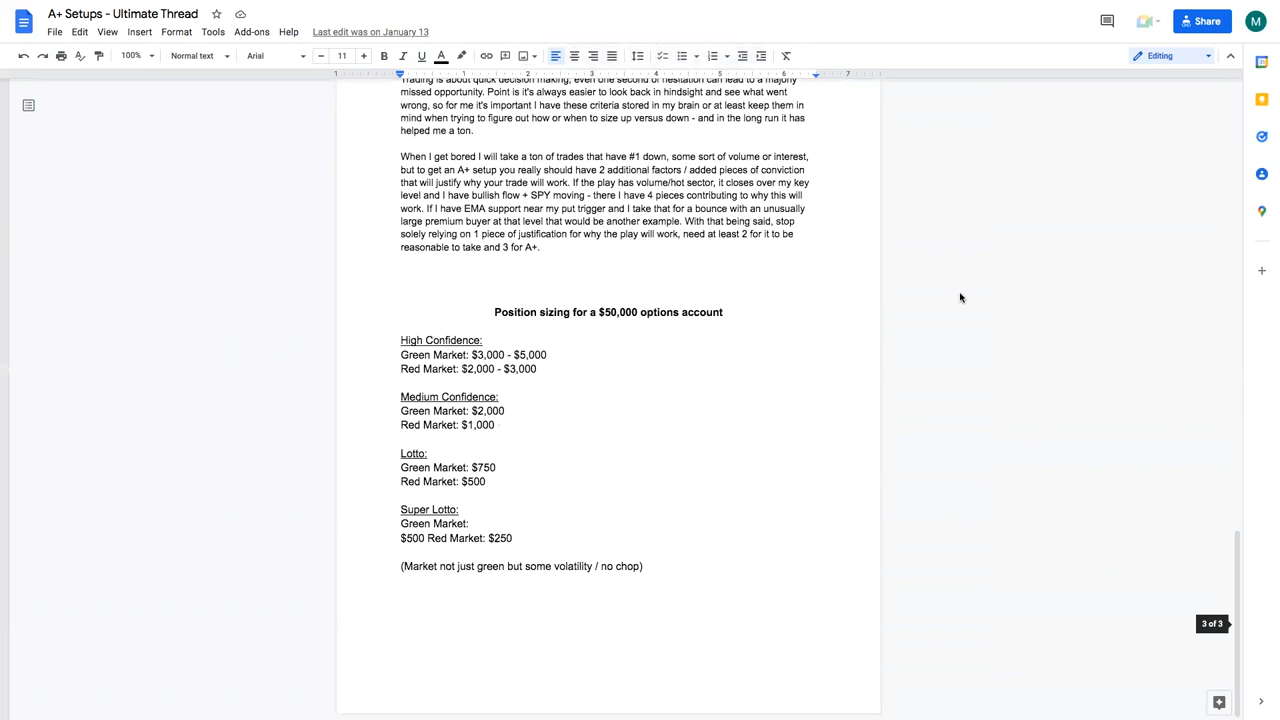 A+ Setups - Ultimate Thread
File Edit View Insert Format Tools Add-ons Help Last edit was on January 13
Share
M
100% Normal text Arial 11 B I U A
Editing
1 1 2 3 4 5 6 7
Trading is about quick decision making, even one second of hesitation can lead to a majorly
missed opportunity. Point is it's always easier to look back in hindsight and see what went
wrong, so for me it's important I have these criteria stored in my brain or at least keep them in
mind when trying to figure out how or when to size up versus down - and in the long run it has
helped me a ton.
When I get bored I will take a ton of trades that have #1 down, some sort of volume or interest,
but to get an A+ setup you really should have 2 additional factors / added pieces of conviction
that will justify why your trade will work. If the play has volume/hot sector, it closes over my key
level and I have bullish flow + SPY moving - there I have 4 pieces contributing to why this will
work. If I have EMA support near my put trigger and I take that for a bounce with an unusually
large premium buyer at that level that would be another example. With that being said, stop
solely relying on 1 piece of justification for why the play will work, need at least 2 for it to be
reasonable to take and 3 for A+.
Position sizing for a $50,000 options account
High Confidence:
Green Market: $3,000 - $5,000
Red Market: $2,000 - $3,000
Medium Confidence:
Green Market: $2,000
Red Market: $1,000
Lotto:
Green Market: $750
Red Market: $500
Super Lotto:
Green Market:
$500 Red Market: $250
(Market not just green but some volatility / no chop)
3 of 3